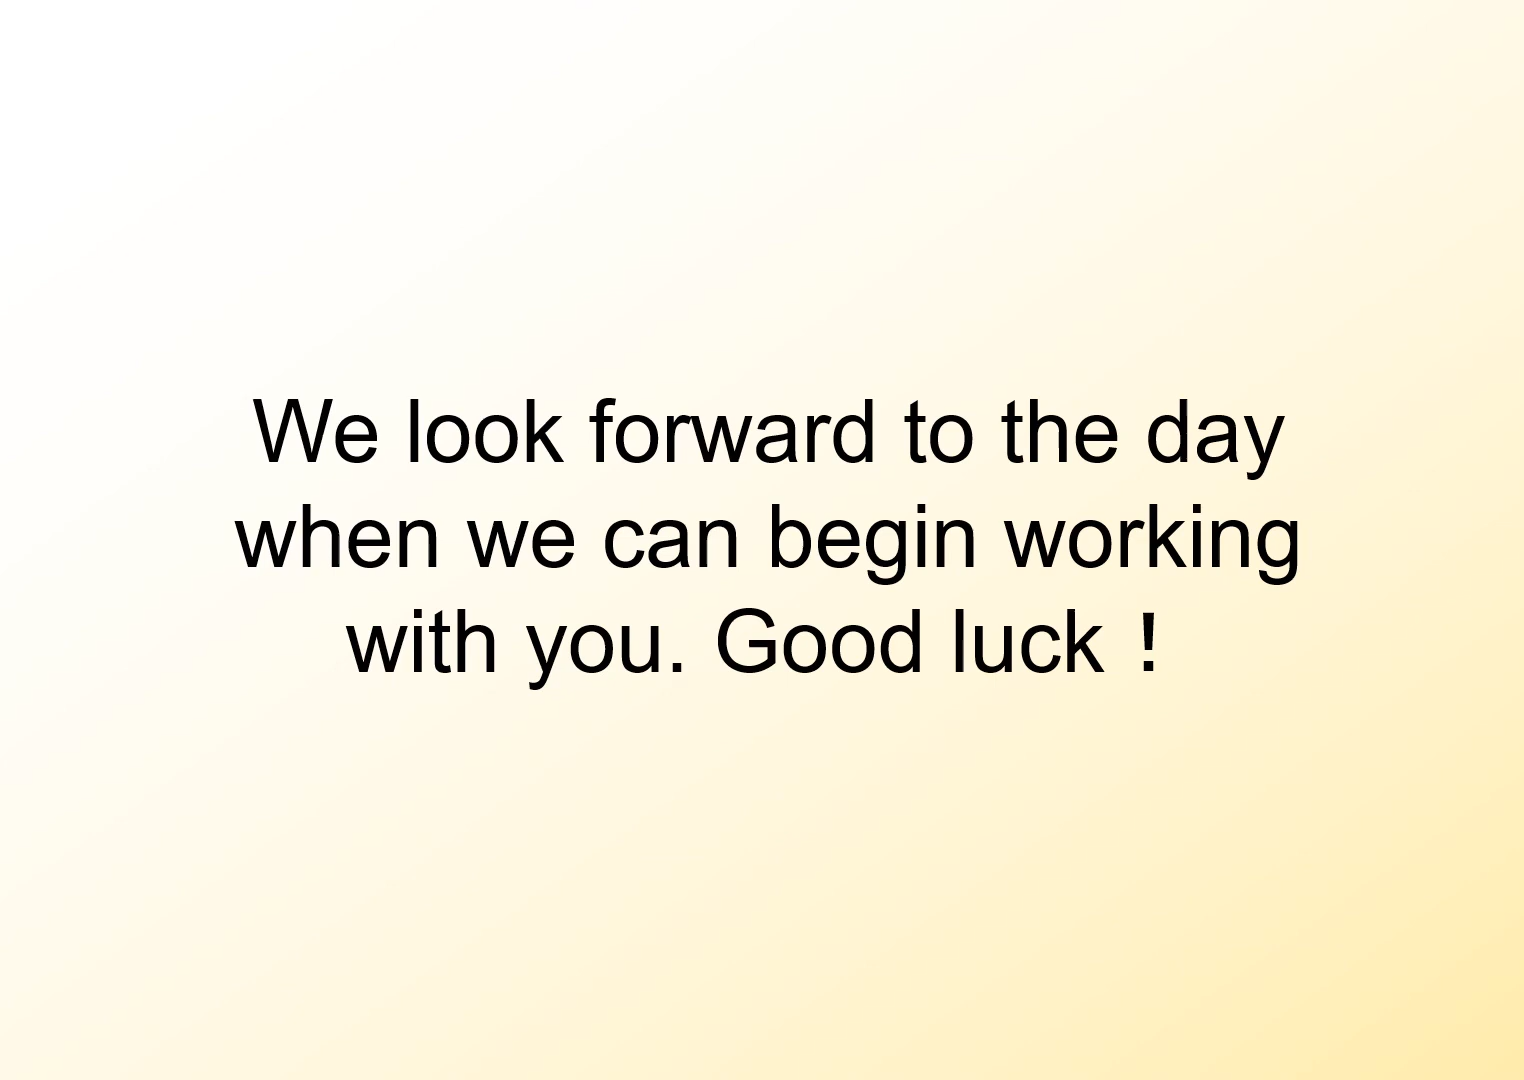 We look forward to the day
when we can begin working
with you. Good luck！